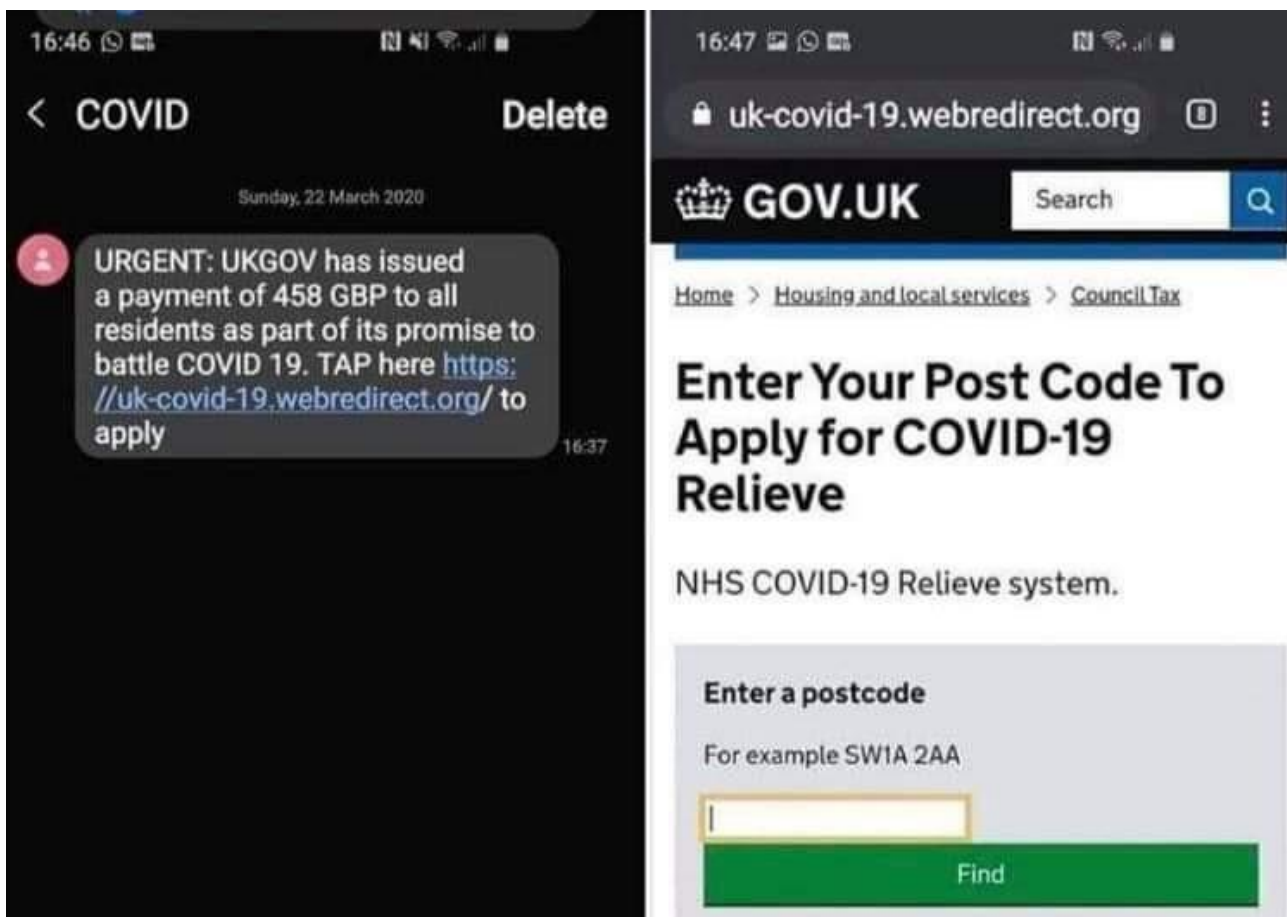 16:46
COVID
Delete
Sunday, 22 March 2020
URGENT: UKGOV has issued
a payment of 458 GBP to all
residents as part of its promise to
battle COVID 19. TAP here https:
//uk-covid-19.webredirect.org/ to
apply
16:37
16:47
uk-covid-19.webredirect.org
8
GOV.UK
Search
Home > Housing and local services > Council Tax
Enter Your Post Code To
Apply for COVID-19
Relieve
NHS COVID-19 Relieve system.
Enter a postcode
For example SW1A 2AA
Find